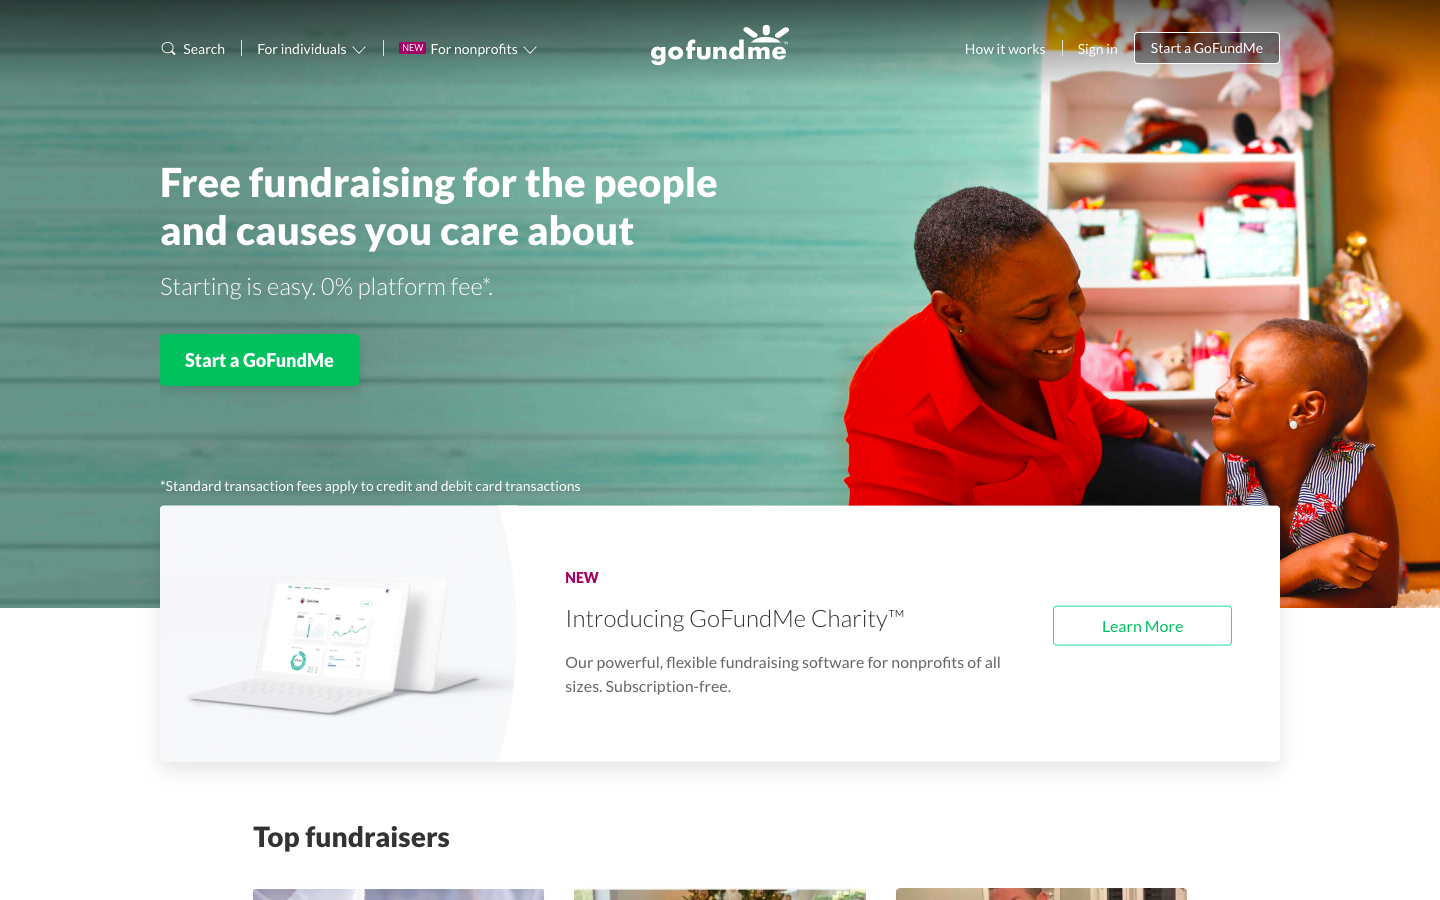 Search
For individuals
NEW For nonprofits
gofundme
How it works
Sign in
Start a GoFundMe
Free fundraising for the people
and causes you care about
Starting is easy. 0% platform fee*.
Start a GoFundMe
*Standard transaction fees apply to credit and debit card transactions
NEW
Introducing GoFundMe Charity™
Our powerful, flexible fundraising software for nonprofits of all
sizes. Subscription-free.
Learn More
Top fundraisers